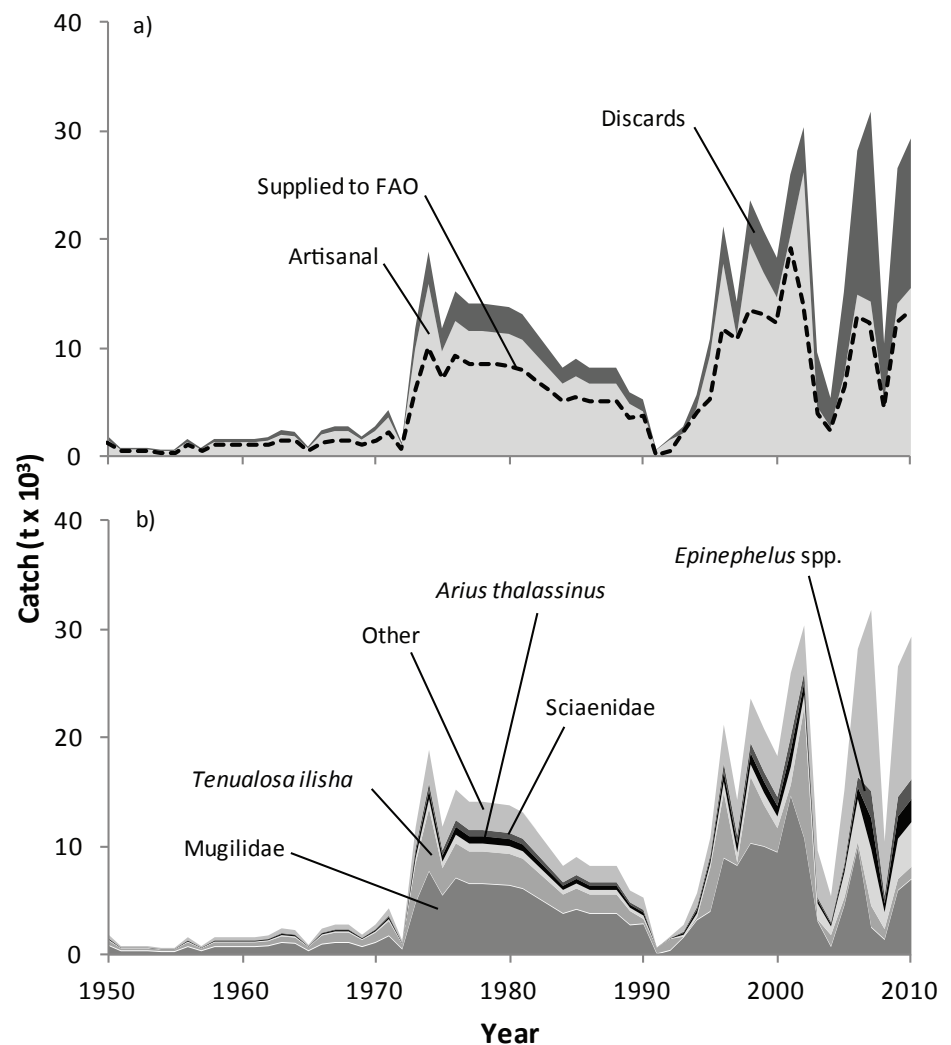 a)
40
30
20
10
0
Discards
Supplied to FAO
Artisanal
b)
40
30
20
10
0
Epinephelus spp.
Arius thalassinus
Other
Sciaenidae
Tenualosa ilisha
Mugilidae
Catch (t x 10³)
1950 1960 1970 1980 1990 2000 2010
Year